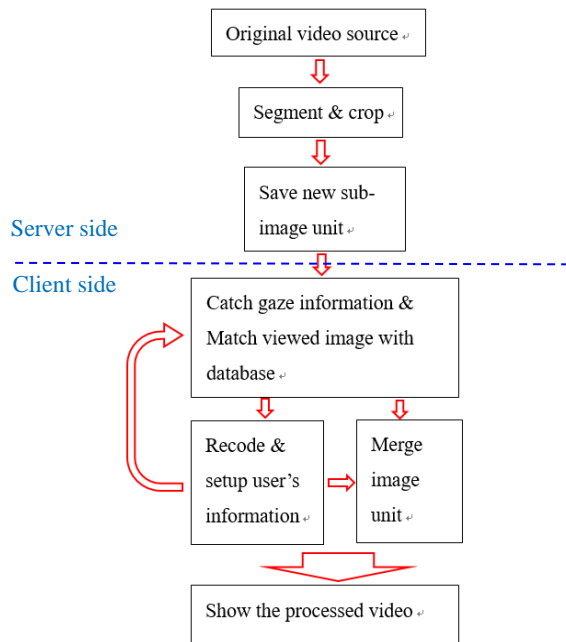 Original video source
Segment & crop
Save new sub-
image unit
Server side
Client side
Catch gaze information &
Match viewed image with
database
Recode &
setup user's
information
Merge
image
unit
Show the processed video